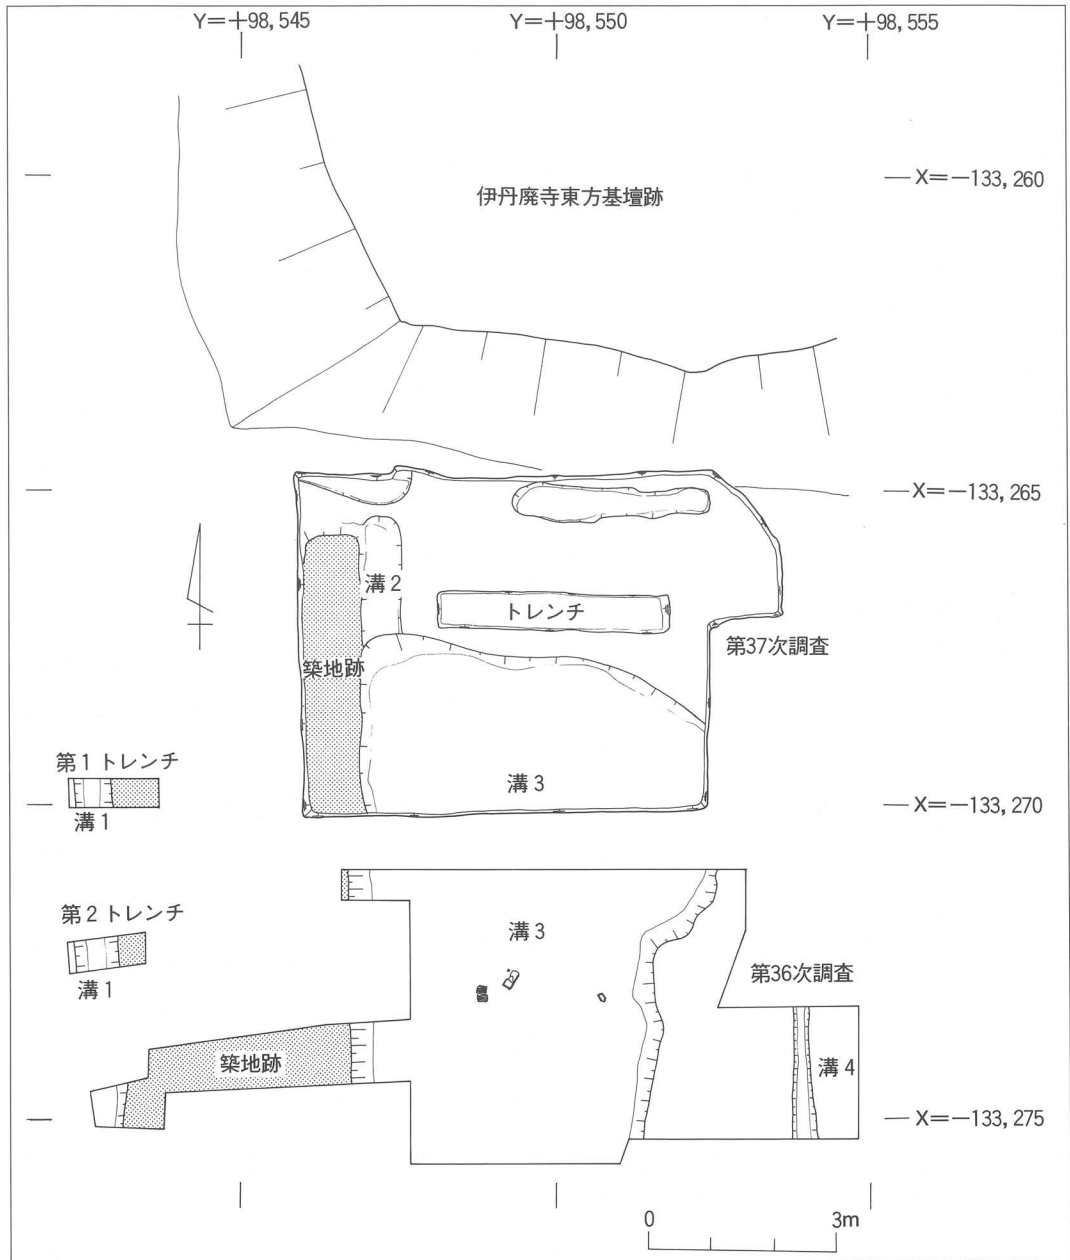 Y=+98,545
Y=+98,550
Y=+98,555
伊丹廃寺東方基壇跡
X=-133,260
X=-133,265
溝2
トレンチ
第37次調査
築地跡
第1トレンチ
溝3
溝1
X=-133,270
第2トレンチ
溝3
溝1
第36次調査
築地跡
溝4
X=-133,275
0 3m